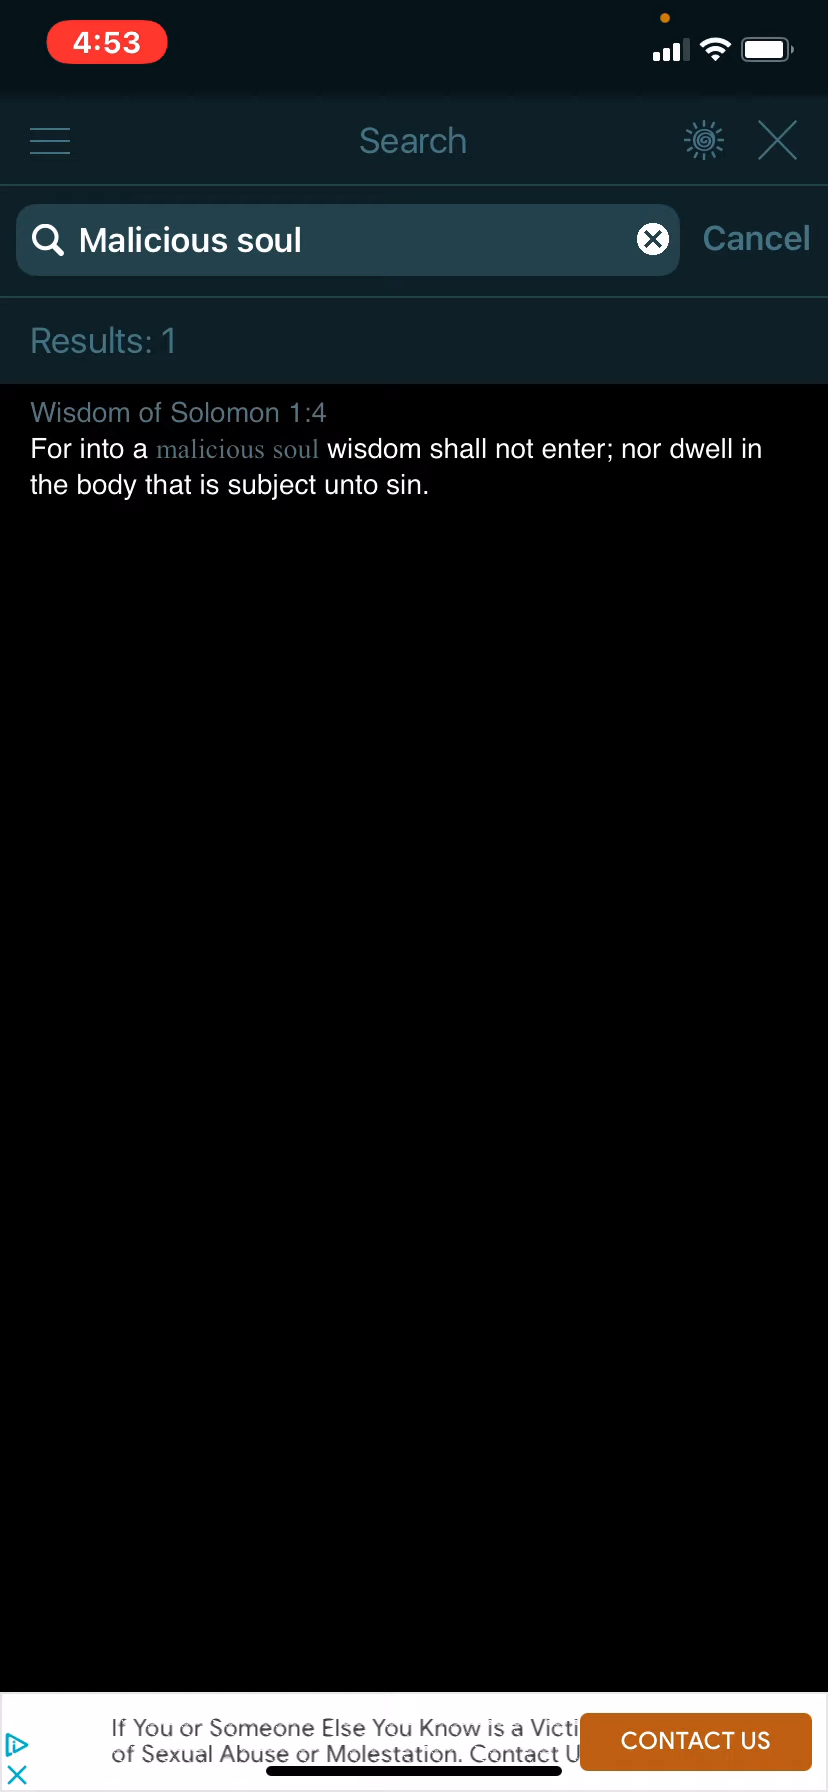 4:53
Search
Malicious soul
Cancel
Results: 1
Wisdom of Solomon 1:4
For into a malicious soul wisdom shall not enter; nor dwell in
the body that is subject unto sin.
If You or Someone Else You Know is a Victi
of Sexual Abuse or Molestation. Contact U
CONTACT US